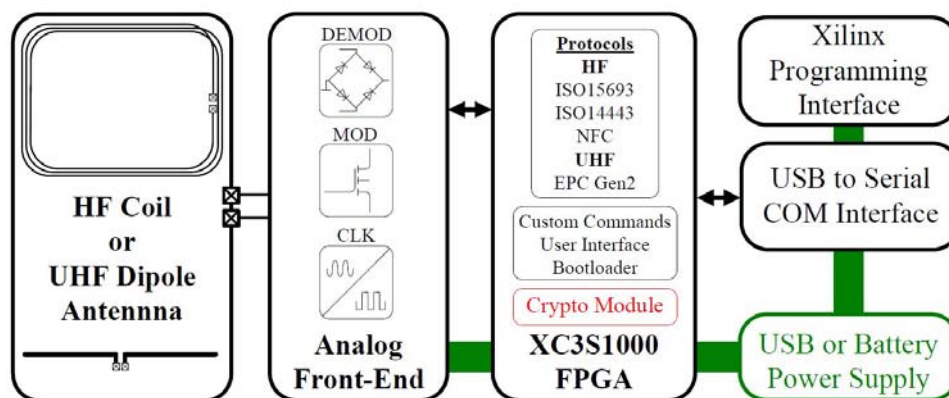 HF Coil
or
UHF Dipole
Antennna
DEMOD
MOD
CLK
Analog
Front-End
Protocols
HF
ISO15693
ISO14443
NFC
UHF
EPC Gen2
Custom Commands
User Interface
Bootloader
Crypto Module
XC3S1000
FPGA
Xilinx
Programming
Interface
USB to Serial
COM Interface
USB or Battery
Power Supply